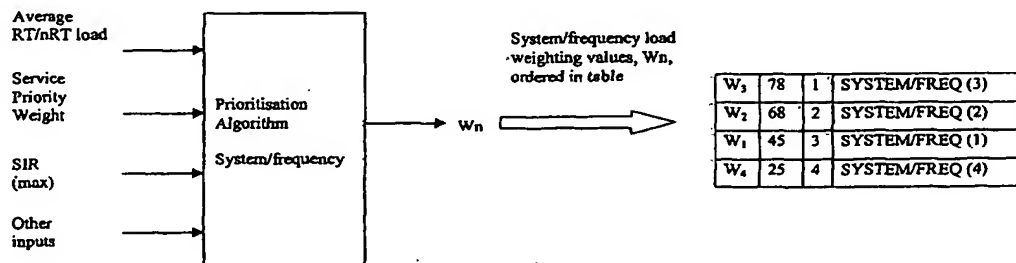 Average
RT/nRT load
Service
Priority
Weight
SIR
(max)
Other
inputs
Prioritisation
Algorithm
System/frequency
Wn
System/frequency load
weighting values, Wn,
ordered in table
W₃ 78 1 SYSTEM/FREQ (3)
W₂ 68 2 SYSTEM/FREQ (2)
W₁ 45 3 SYSTEM/FREQ (1)
W₄ 25 4 SYSTEM/FREQ (4)